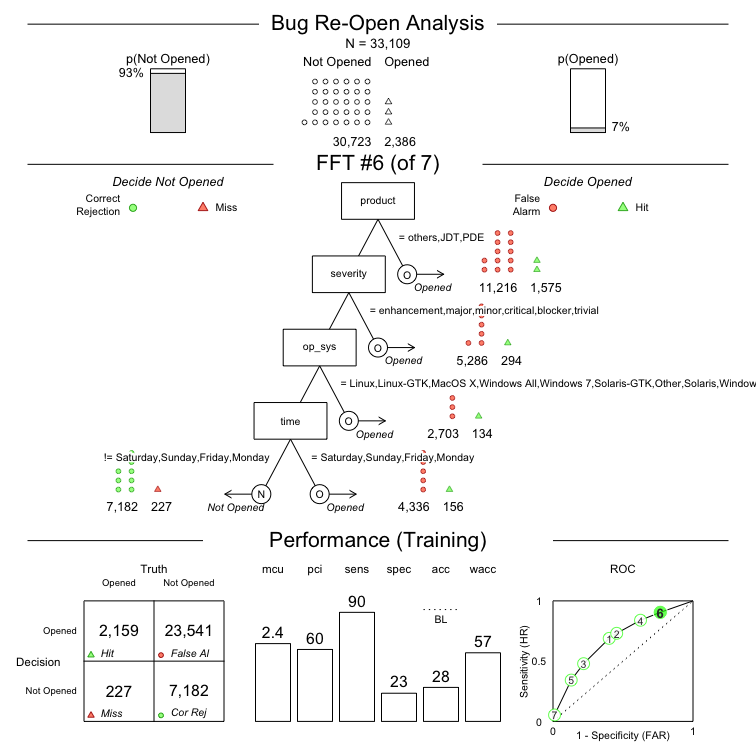 Bug Re-Open Analysis
N = 33,109
p(Not Opened)
Not Opened
Opened
p(Opened)
93%
7%
30,723
2,386
FFT #6 (of 7)
Decide Not Opened
Decide Opened
Correct
Rejection
Miss
False
Alarm
Hit
product
= others,JDT,PDE
severity
O
Opened
11,216
1,575
= enhancement,major,minor,critical,blocker,trivial
op_sys
O
Opened
5,286
294
= Linux,Linux-GTK,MacOS X,Windows All,Windows 7,Solaris-GTK,Other,Solaris,Window
time
O
Opened
2,703
134
!= Saturday,Sunday,Friday,Monday
= Saturday,Sunday,Friday,Monday
7,182
227
N
Not Opened
O
Opened
4,336
156
Performance (Training)
Truth
Opened
Not Opened
Decision
Opened
2,159
Hit
23,541
False Al
Not Opened
227
Miss
7,182
Cor Rej
mcu
pci
sens
spec
acc
wacc
2.4
60
90
23
28
57
BL
ROC
Sensitivity (HR)
1
0.5
0
0
1
1 - Specificity (FAR)
1
2
3
4
5
6
7